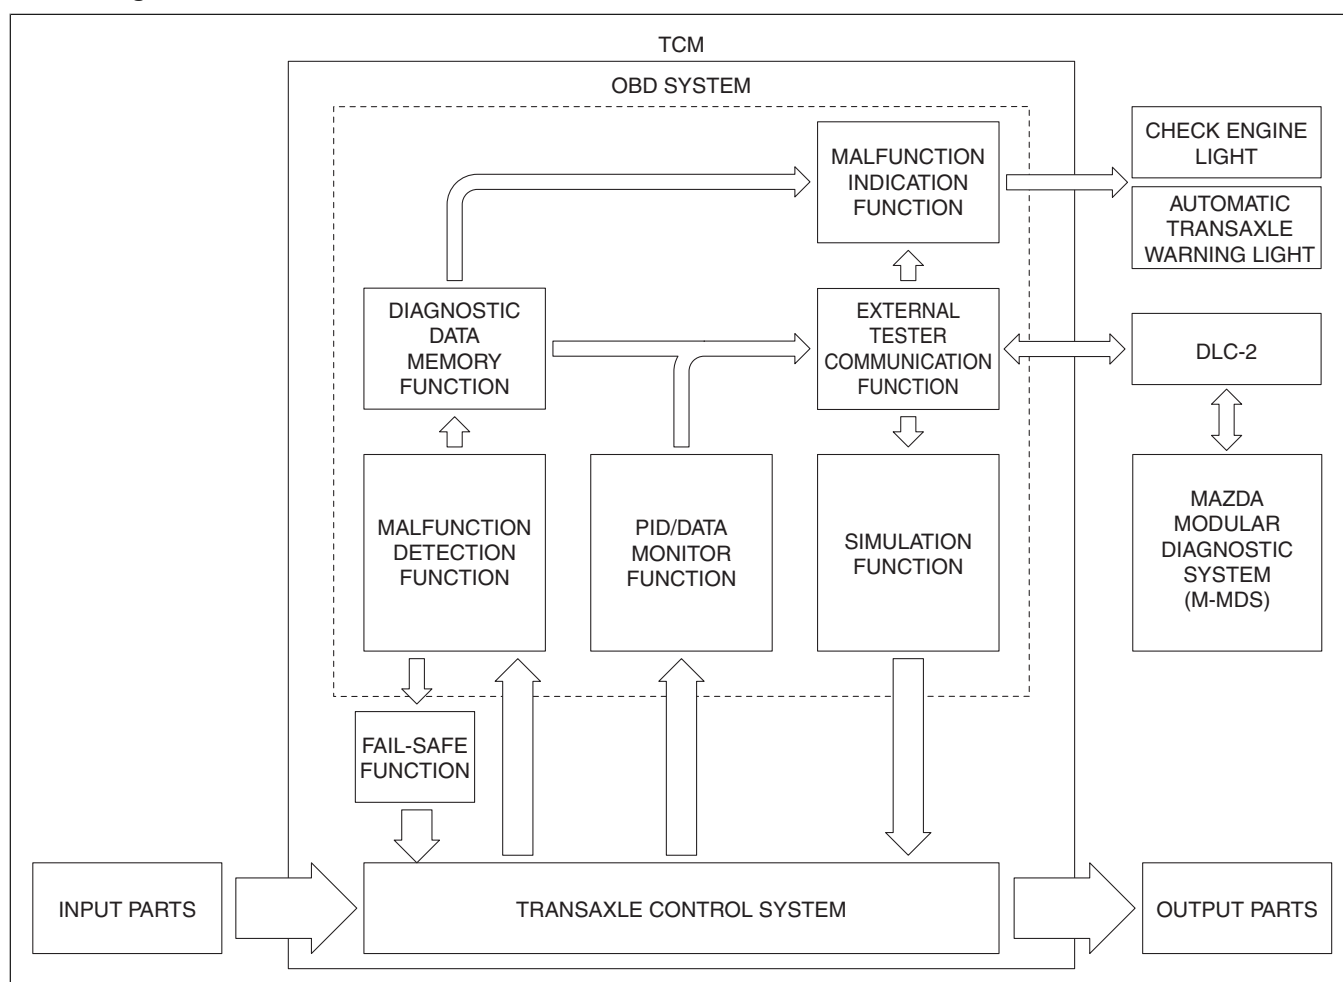 TCM
OBD SYSTEM
MALFUNCTION
INDICATION
FUNCTION
CHECK ENGINE
LIGHT
AUTOMATIC
TRANSAXLE
WARNING LIGHT
DIAGNOSTIC
DATA
MEMORY
FUNCTION
EXTERNAL
TESTER
COMMUNICATION
FUNCTION
DLC-2
MALFUNCTION
DETECTION
FUNCTION
PID/DATA
MONITOR
FUNCTION
SIMULATION
FUNCTION
MAZDA
MODULAR
DIAGNOSTIC
SYSTEM
(M-MDS)
FAIL-SAFE
FUNCTION
INPUT PARTS
TRANSAXLE CONTROL SYSTEM
OUTPUT PARTS